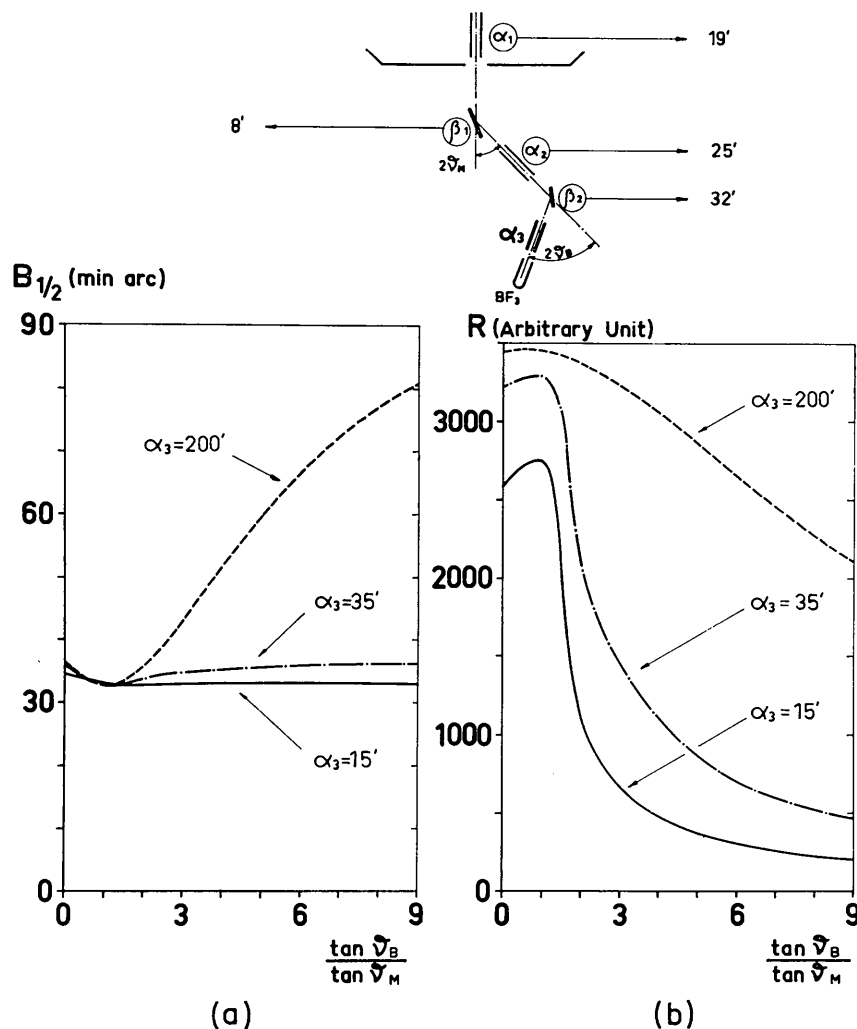 α₁
19'
8'
β₁
2ϑM
α₂
25'
β₂
32'
α₃
2ϑB
BF₃
B1/2 (min arc)
90
60
30
0
α₃=200'
α₃=35'
α₃=15'
0 3 6 9
tan ϑB
tan ϑM
(a)
R (Arbitrary Unit)
3000
2000
1000
0
α₃=200'
α₃=35'
α₃=15'
0 3 6 9
tan ϑB
tan ϑM
(b)